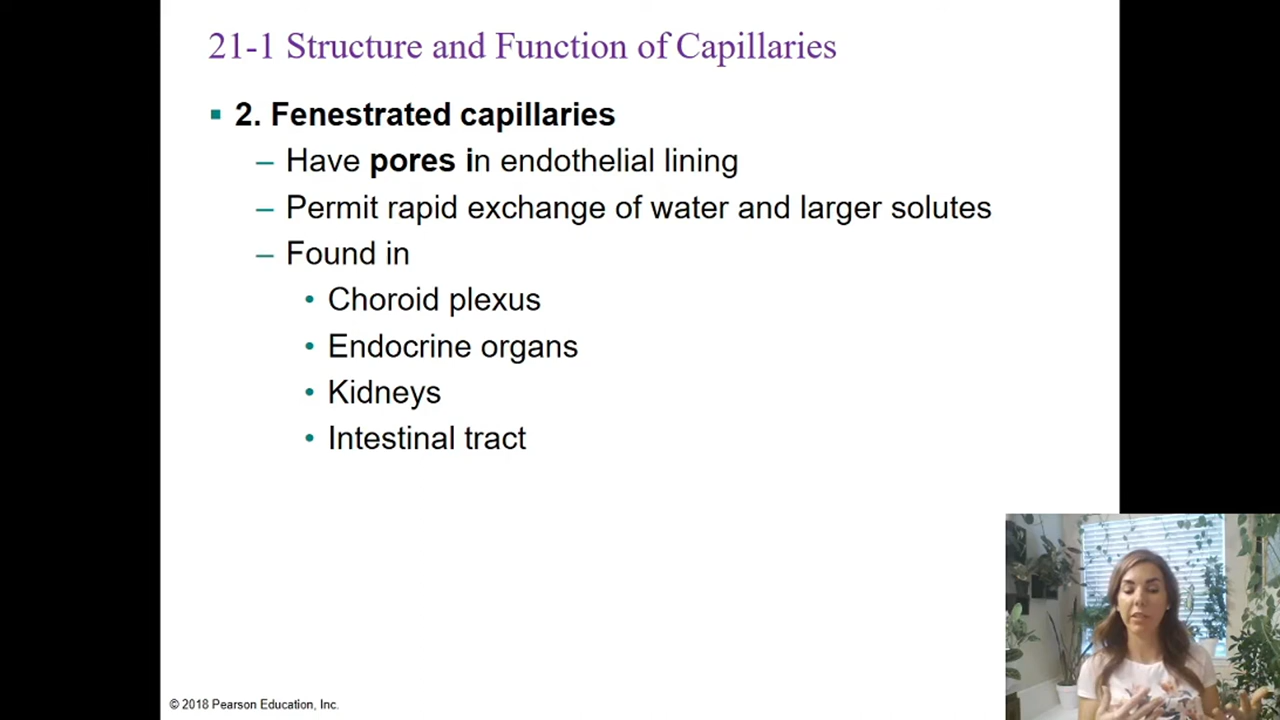 21-1 Structure and Function of Capillaries
▪ 2. Fenestrated capillaries
– Have pores in endothelial lining
– Permit rapid exchange of water and larger solutes
– Found in
• Choroid plexus
• Endocrine organs
• Kidneys
• Intestinal tract
© 2018 Pearson Education, Inc.